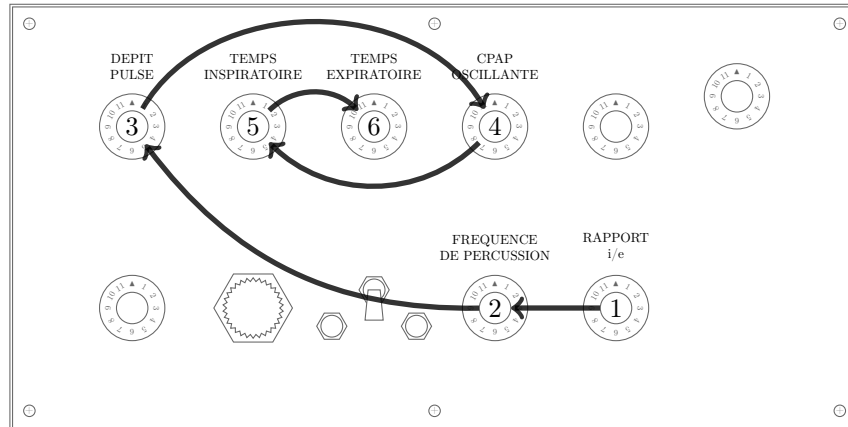 DEPIT
PULSE
TEMPS
INSPIRATOIRE
TEMPS
EXPIRATOIRE
CPAP
OSCILLANTE
3
5
6
4
FREQUENCE
DE PERCUSSION
RAPPORT
i/e
2
1